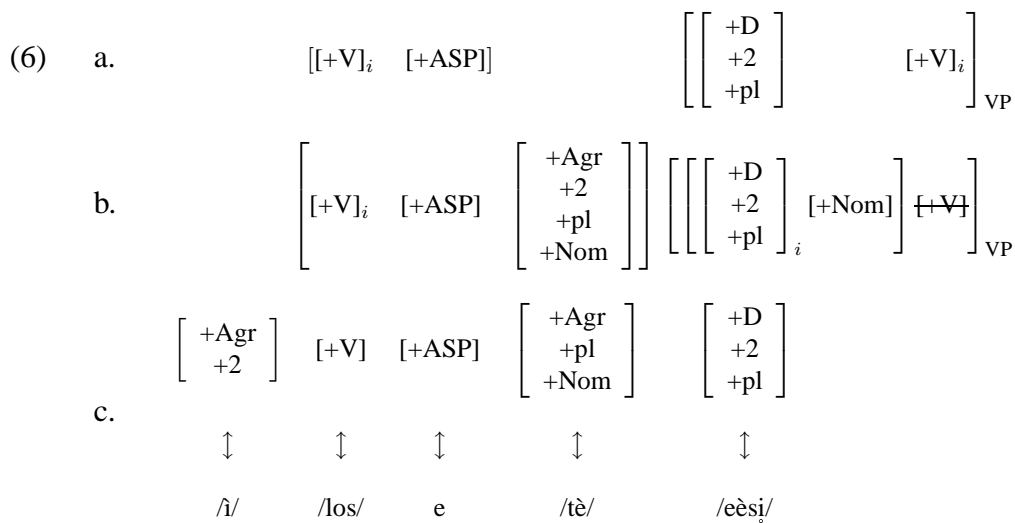 +D
(6) a. [[+V]i [+ASP]] [[ +2 ] [+V]i]
+pl
VP
+Agr
+D
+2
b. [[+V]i [+ASP] [ ]] [[[ +2 ] [+Nom]] [+V]]
+pl
+pl i
+Nom
VP
+Agr +D
[ +Agr +2 ] [+V] [+ASP] [ +pl ] [ +2 ]
+Nom +pl
c.
↕ ↕ ↕ ↕ ↕
/ì/ /los/ e /tè/ /eèsi̥/